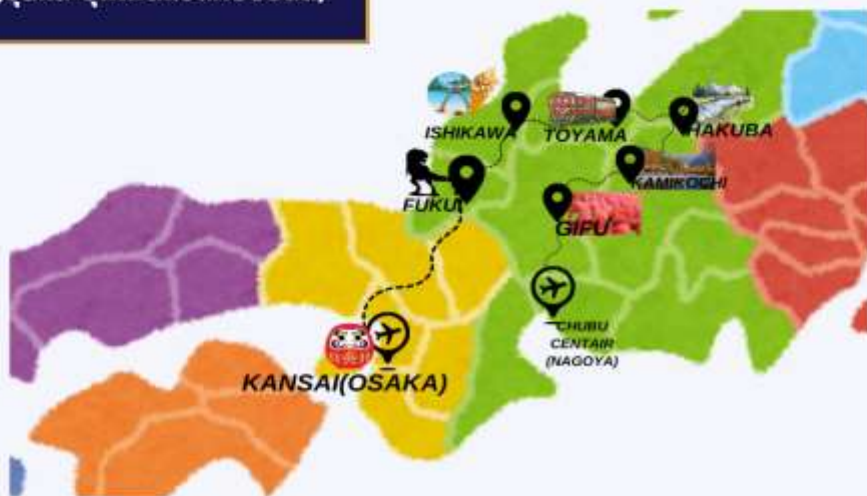 ISHIKAWA
TOYAMA
HAKUBA
KAMIKOCHI
FUKUI
GIFU
CHUBU
CENTAIR
(NAGOYA)
KANSAI(OSAKA)